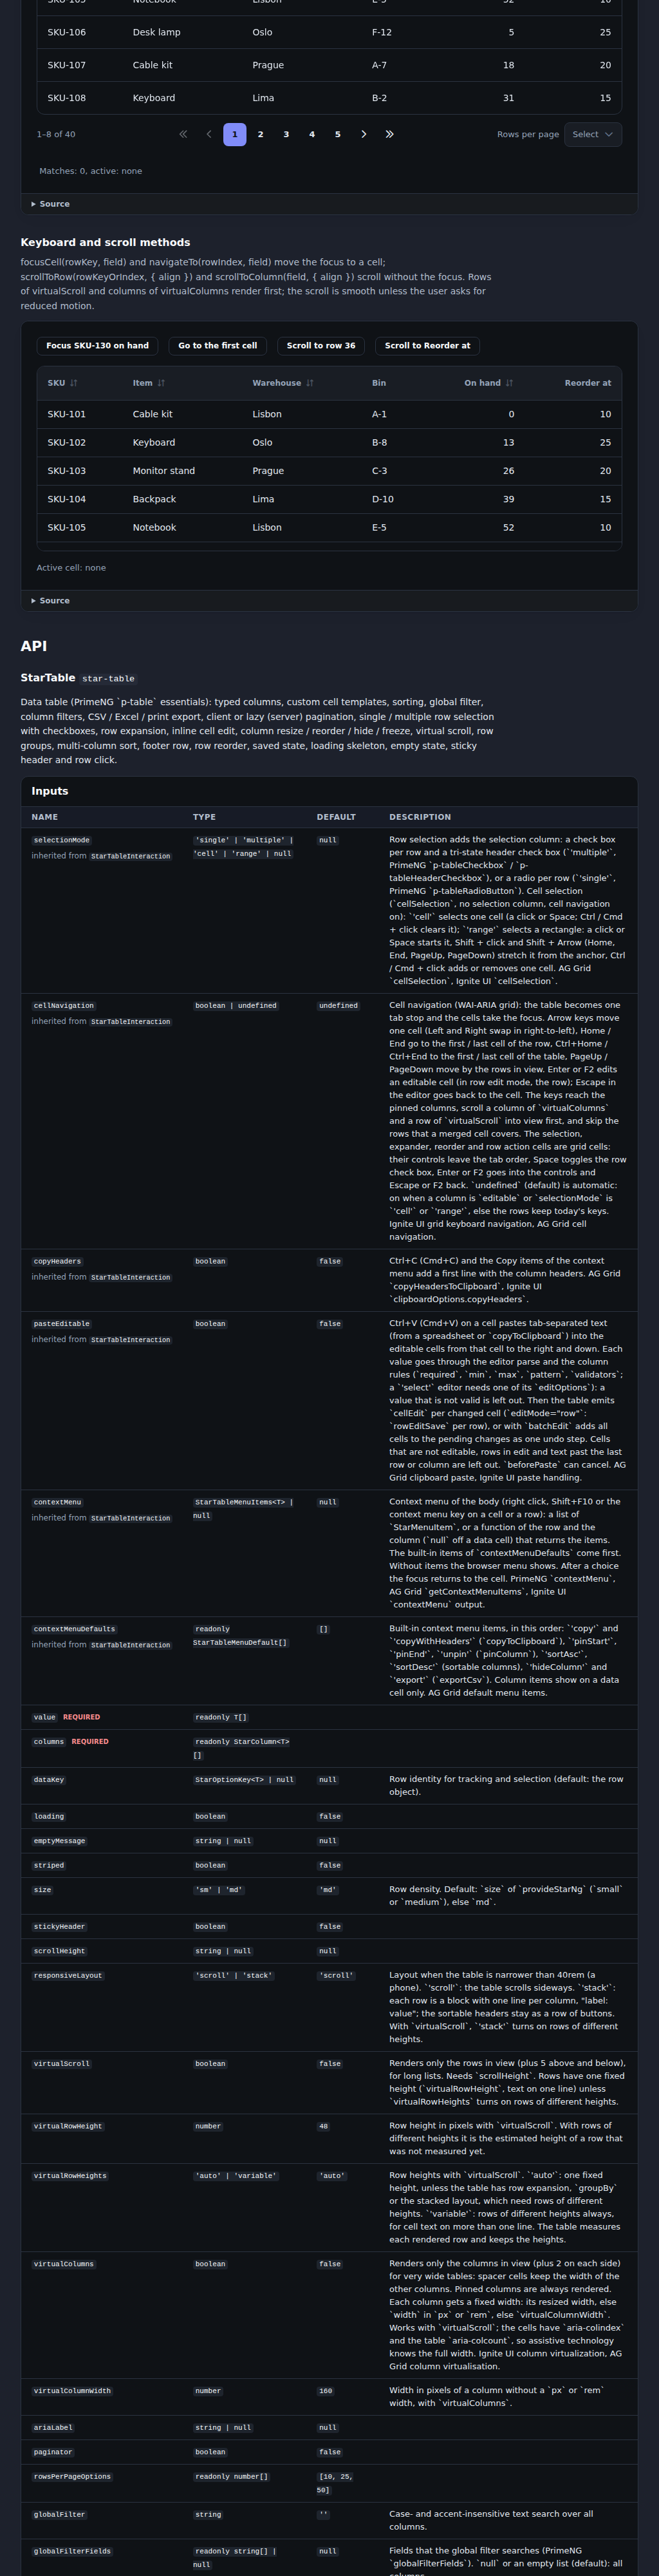 SKU-106 Desk lamp Oslo F-12 5 25
SKU-107 Cable kit Prague A-7 18 20
SKU-108 Keyboard Lima B-2 31 15
1–8 of 40 1 2 3 4 5 Rows per page Select
Matches: 0, active: none
Source
Keyboard and scroll methods
focusCell(rowKey, field) and navigateTo(rowIndex, field) move the focus to a cell;
scrollToRow(rowKeyOrIndex, { align }) and scrollToColumn(field, { align }) scroll without the focus. Rows
of virtualScroll and columns of virtualColumns render first; the scroll is smooth unless the user asks for
reduced motion.
Focus SKU-130 on hand Go to the first cell Scroll to row 36 Scroll to Reorder at
SKU Item Warehouse Bin On hand Reorder at
SKU-101 Cable kit Lisbon A-1 0 10
SKU-102 Keyboard Oslo B-8 13 25
SKU-103 Monitor stand Prague C-3 26 20
SKU-104 Backpack Lima D-10 39 15
SKU-105 Notebook Lisbon E-5 52 10
Active cell: none
Source
API
StarTable star-table
Data table (PrimeNG `p-table` essentials): typed columns, custom cell templates, sorting, global filter,
column filters, CSV / Excel / print export, client or lazy (server) pagination, single / multiple row selection
with checkboxes, row expansion, inline cell edit, column resize / reorder / hide / freeze, virtual scroll, row
groups, multi-column sort, footer row, row reorder, saved state, loading skeleton, empty state, sticky
header and row click.
Inputs
NAME TYPE DEFAULT DESCRIPTION
selectionMode 'single' | 'multiple' | null Row selection adds the selection column: a check box
inherited from StarTableInteraction 'cell' | 'range' | null per row and a tri-state header check box (`'multiple'`,
PrimeNG `p-tableCheckbox` / `p-
tableHeaderCheckbox`), or a radio per row (`'single'`,
PrimeNG `p-tableRadioButton`). Cell selection
(`cellSelection`, no selection column, cell navigation
on): `'cell'` selects one cell (a click or Space; Ctrl / Cmd
+ click clears it); `'range'` selects a rectangle: a click or
Space starts it, Shift + click and Shift + Arrow (Home,
End, PageUp, PageDown) stretch it from the anchor, Ctrl
/ Cmd + click adds or removes one cell. AG Grid
`cellSelection`, Ignite UI `cellSelection`.
cellNavigation boolean | undefined undefined Cell navigation (WAI-ARIA grid): the table becomes one
inherited from StarTableInteraction tab stop and the cells take the focus. Arrow keys move
one cell (Left and Right swap in right-to-left), Home /
End go to the first / last cell of the row, Ctrl+Home /
Ctrl+End to the first / last cell of the table, PageUp /
PageDown move by the rows in view. Enter or F2 edits
an editable cell (in row edit mode, the row); Escape in
the editor goes back to the cell. The keys reach the
pinned columns, scroll a column of `virtualColumns`
and a row of `virtualScroll` into view first, and skip the
rows that a merged cell covers. The selection,
expander, reorder and row action cells are grid cells:
their controls leave the tab order, Space toggles the row
check box, Enter or F2 goes into the controls and
Escape or F2 back. `undefined` (default) is automatic:
on when a column is `editable` or `selectionMode` is
`'cell'` or `'range'`, else the rows keep today's keys.
Ignite UI grid keyboard navigation, AG Grid cell
navigation.
copyHeaders boolean false Ctrl+C (Cmd+C) and the Copy items of the context
inherited from StarTableInteraction menu add a first line with the column headers. AG Grid
`copyHeadersToClipboard`, Ignite UI
`clipboardOptions.copyHeaders`.
pasteEditable boolean false Ctrl+V (Cmd+V) on a cell pastes tab-separated text
inherited from StarTableInteraction (from a spreadsheet or `copyToClipboard`) into the
editable cells from that cell to the right and down. Each
value goes through the editor parse and the column
rules (`required`, `min`, `max`, `pattern`, `validators`;
a `'select'` editor needs one of its `editOptions`): a
value that is not valid is left out. Then the table emits
`cellEdit` per changed cell (`editMode="row"`:
`rowEditSave` per row), or with `batchEdit` adds all
cells to the pending changes as one undo step. Cells
that are not editable, rows in edit and text past the last
row or column are left out. `beforePaste` can cancel. AG
Grid clipboard paste, Ignite UI paste handling.
contextMenu StarTableMenuItems<T> | null Context menu of the body (right click, Shift+F10 or the
inherited from StarTableInteraction null context menu key on a cell or a row): a list of
`StarMenuItem`, or a function of the row and the
column (`null` off a data cell) that returns the items.
The built-in items of `contextMenuDefaults` come first.
Without items the browser menu shows. After a choice
the focus returns to the cell. PrimeNG `contextMenu`,
AG Grid `getContextMenuItems`, Ignite UI
`contextMenu` output.
contextMenuDefaults readonly [] Built-in context menu items, in this order: `'copy'` and
inherited from StarTableInteraction StarTableMenuDefault[] `'copyWithHeaders'` (`copyToClipboard`), `'pinStart'`,
`'pinEnd'`, `'unpin'` (`pinColumn`), `'sortAsc'`,
`'sortDesc'` (sortable columns), `'hideColumn'` and
`'export'` (`exportCsv`). Column items show on a data
cell only. AG Grid default menu items.
value REQUIRED readonly T[]
columns REQUIRED readonly StarColumn<T>
[]
dataKey StarOptionKey<T> | null null Row identity for tracking and selection (default: the row
object).
loading boolean false
emptyMessage string | null null
striped boolean false
size 'sm' | 'md' 'md' Row density. Default: `size` of `provideStarNg` (`small`
or `medium`), else `md`.
stickyHeader boolean false
scrollHeight string | null null
responsiveLayout 'scroll' | 'stack' 'scroll' Layout when the table is narrower than 40rem (a
phone). `'scroll'`: the table scrolls sideways. `'stack'`:
each row is a block with one line per column, "label:
value"; the sortable headers stay as a row of buttons.
With `virtualScroll`, `'stack'` turns on rows of different
heights.
virtualScroll boolean false Renders only the rows in view (plus 5 above and below),
for long lists. Needs `scrollHeight`. Rows have one fixed
height (`virtualRowHeight`, text on one line) unless
`virtualRowHeights` turns on rows of different heights.
virtualRowHeight number 48 Row height in pixels with `virtualScroll`. With rows of
different heights it is the estimated height of a row that
was not measured yet.
virtualRowHeights 'auto' | 'variable' 'auto' Row heights with `virtualScroll`. `'auto'`: one fixed
height, unless the table has row expansion, `groupBy`
or the stacked layout, which need rows of different
heights. `'variable'`: rows of different heights always,
for cell text on more than one line. The table measures
each rendered row and keeps the heights.
virtualColumns boolean false Renders only the columns in view (plus 2 on each side)
for very wide tables: spacer cells keep the width of the
other columns. Pinned columns are always rendered.
Each column gets a fixed width: its resized width, else
`width` in `px` or `rem`, else `virtualColumnWidth`.
Works with `virtualScroll`; the cells have `aria-colindex`
and the table `aria-colcount`, so assistive technology
knows the full width. Ignite UI column virtualization, AG
Grid column virtualisation.
virtualColumnWidth number 160 Width in pixels of a column without a `px` or `rem`
width, with `virtualColumns`.
ariaLabel string | null null
paginator boolean false
rowsPerPageOptions readonly number[] [10, 25,
50]
globalFilter string '' Case- and accent-insensitive text search over all
columns.
globalFilterFields readonly string[] | null Fields that the global filter searches (PrimeNG
null `globalFilterFields`). `null` or an empty list (default): all